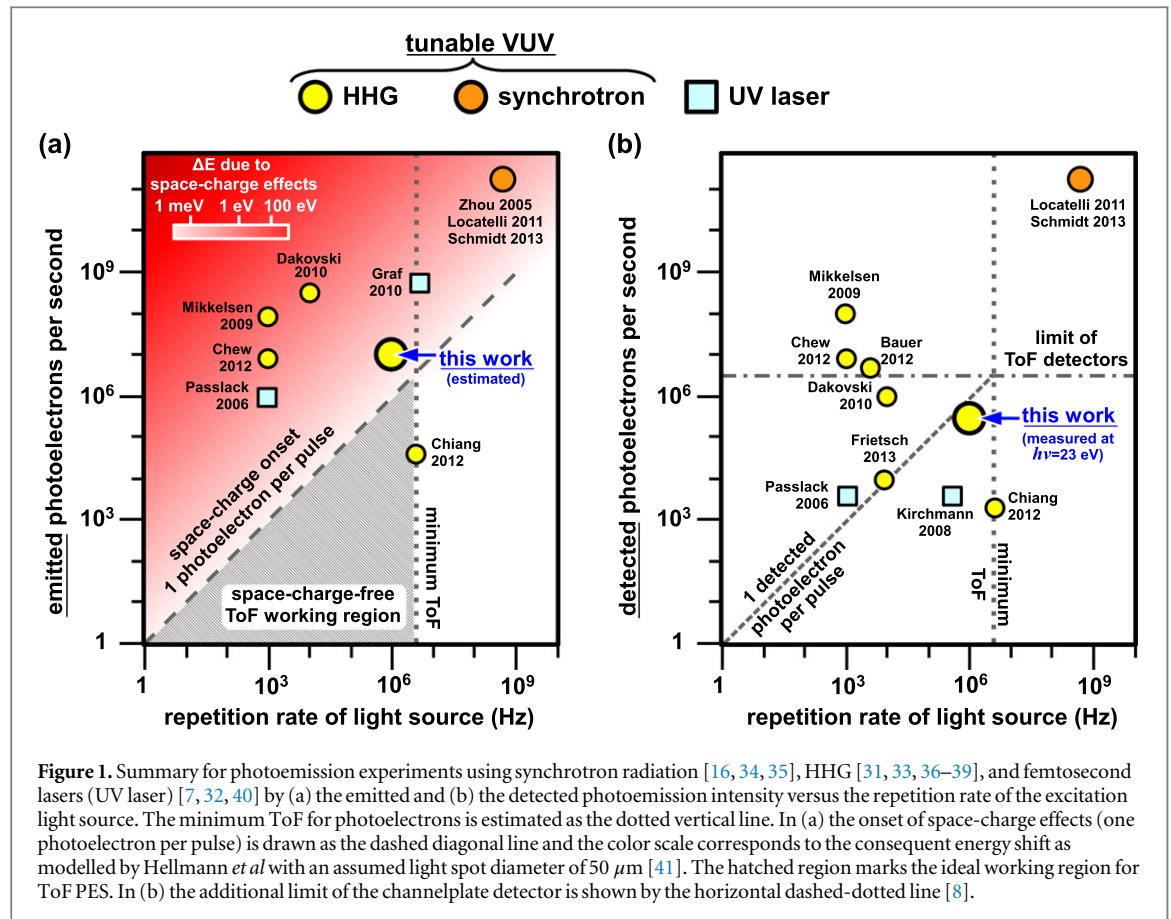 tunable VUV
HHG
synchrotron
UV laser
(a)
ΔE due to
space-charge effects
1 meV 1 eV 100 eV
Zhou 2005
Locatelli 2011
Schmidt 2013
Dakovski
2010
Graf
2010
Mikkelsen
2009
Chew
2012
this work
(estimated)
Passlack
2006
Chiang
2012
space-charge onset
1 photoelectron per pulse
minimum ToF
space-charge-free
ToF working region
emitted photoelectrons per second
10⁹
10⁶
10³
1
1 10³ 10⁶ 10⁹
repetition rate of light source (Hz)
(b)
Locatelli 2011
Schmidt 2013
Mikkelsen
2009
limit of
ToF detectors
Chew
2012
Bauer
2012
Dakovski
2010
this work
(measured at
hν=23 eV)
Frietsch
2013
Passlack
2006
Kirchmann
2008
Chiang
2012
1 detected
photoelectron
per pulse
minimum
ToF
detected photoelectrons per second
10⁹
10⁶
10³
1
1 10³ 10⁶ 10⁹
repetition rate of light source (Hz)
Figure 1. Summary for photoemission experiments using synchrotron radiation [16, 34, 35], HHG [31, 33, 36–39], and femtosecond
lasers (UV laser) [7, 32, 40] by (a) the emitted and (b) the detected photoemission intensity versus the repetition rate of the excitation
light source. The minimum ToF for photoelectrons is estimated as the dotted vertical line. In (a) the onset of space-charge effects (one
photoelectron per pulse) is drawn as the dashed diagonal line and the color scale corresponds to the consequent energy shift as
modelled by Hellmann et al with an assumed light spot diameter of 50 μm [41]. The hatched region marks the ideal working region for
ToF PES. In (b) the additional limit of the channelplate detector is shown by the horizontal dashed-dotted line [8].